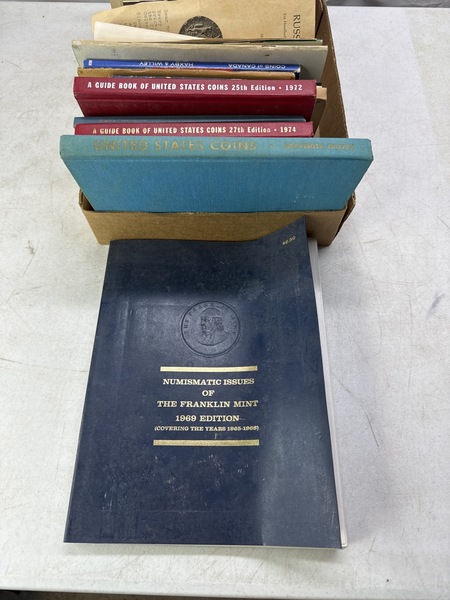 RUSS
COINS of CANADA
HAXBY & WILLEY
A GUIDE BOOK OF UNITED STATES COINS 25th Edition • 1972
A GUIDE BOOK OF UNITED STATES COINS 27th Edition • 1974
UNITED STATES COINS
NUMISMATIC ISSUES
OF
THE FRANKLIN MINT
1969 EDITION
(COVERING THE YEARS 1965-1968)